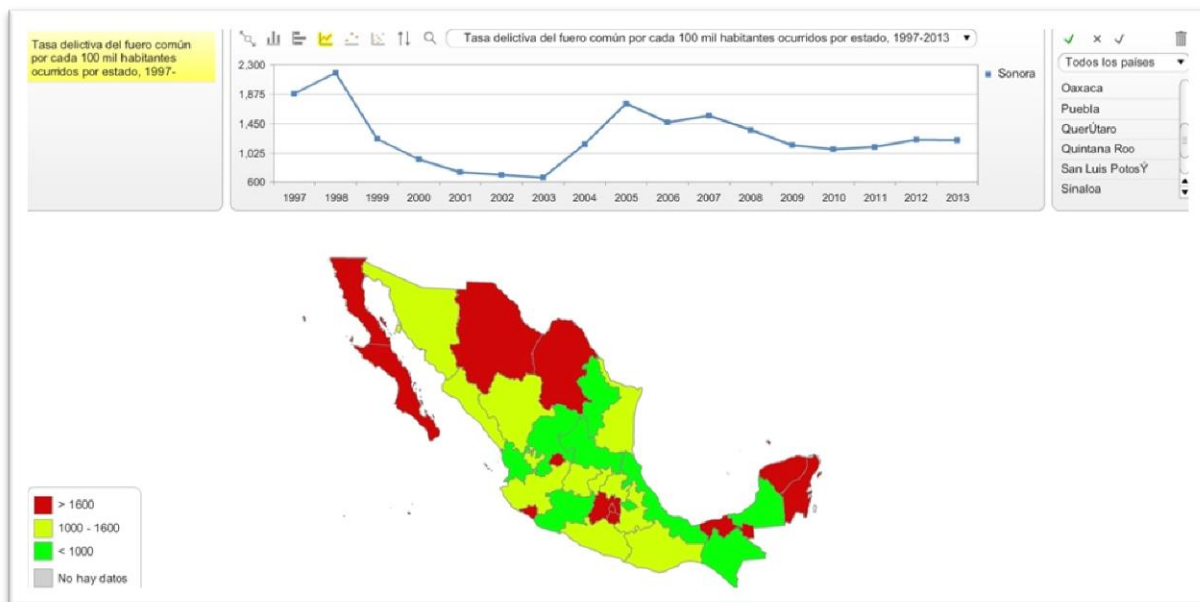 Tasa delictiva del fuero común
por cada 100 mil habitantes
ocurridos por estado, 1997-
Tasa delictiva del fuero común por cada 100 mil habitantes ocurridos por estado, 1997-2013
2,300
1,875
1,450
1,025
600
1997 1998 1999 2000 2001 2002 2003 2004 2005 2006 2007 2008 2009 2010 2011 2012 2013
Sonora
Todos los países
Oaxaca
Puebla
QuerÚtaro
Quintana Roo
San Luis PotosÝ
Sinaloa
> 1600
1000 - 1600
< 1000
No hay datos